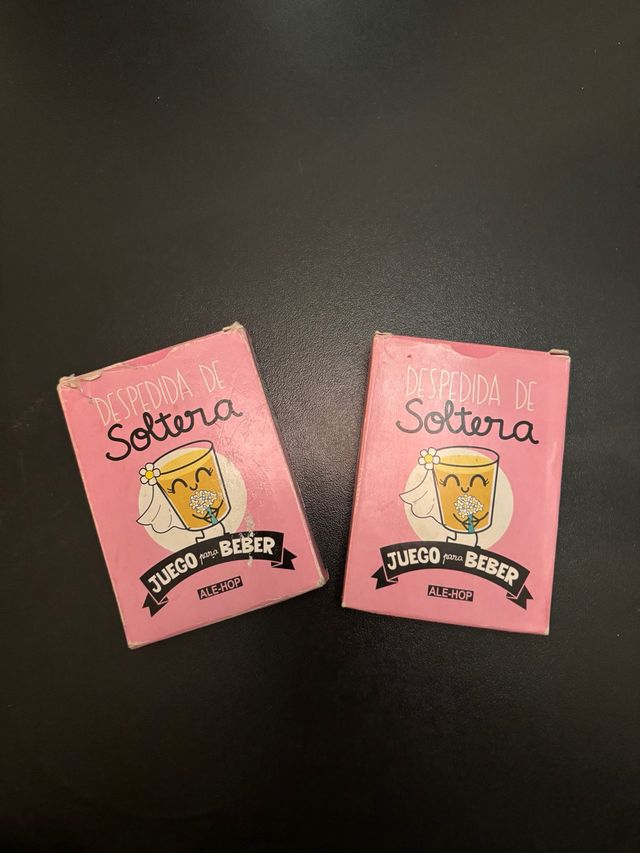 DESPEDIDA DE
Soltera
JUEGO para BEBER
ALE-HOP
DESPEDIDA DE
Soltera
JUEGO para BEBER
ALE-HOP